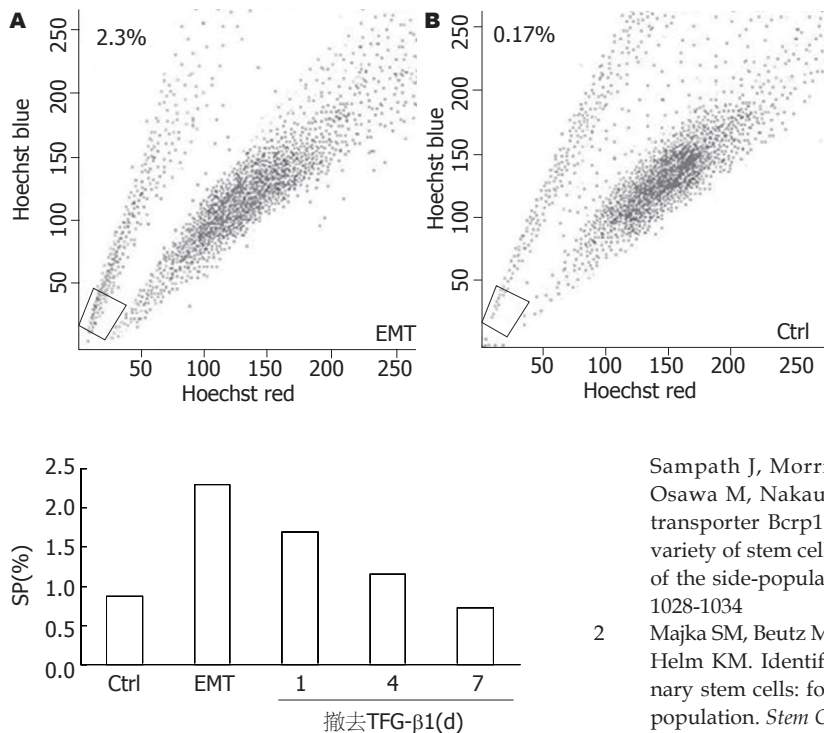 A
2.3%
250
200
150
100
50
Hoechst blue
EMT
50 100 150 200 250
Hoechst red
B
0.17%
250
200
150
100
50
Hoechst blue
Ctrl
50 100 150 200 250
Hoechst red
2.5
2.0
1.5
1.0
0.5
0.0
SP(%)
Ctrl EMT 1 4 7
撤去TFG-β1(d)
Sampath J, Morri
Osawa M, Nakau
transporter Bcrp1
variety of stem cell
of the side-popula
1028-1034
2 Majka SM, Beutz M
Helm KM. Identif
nary stem cells: fo
population. Stem C